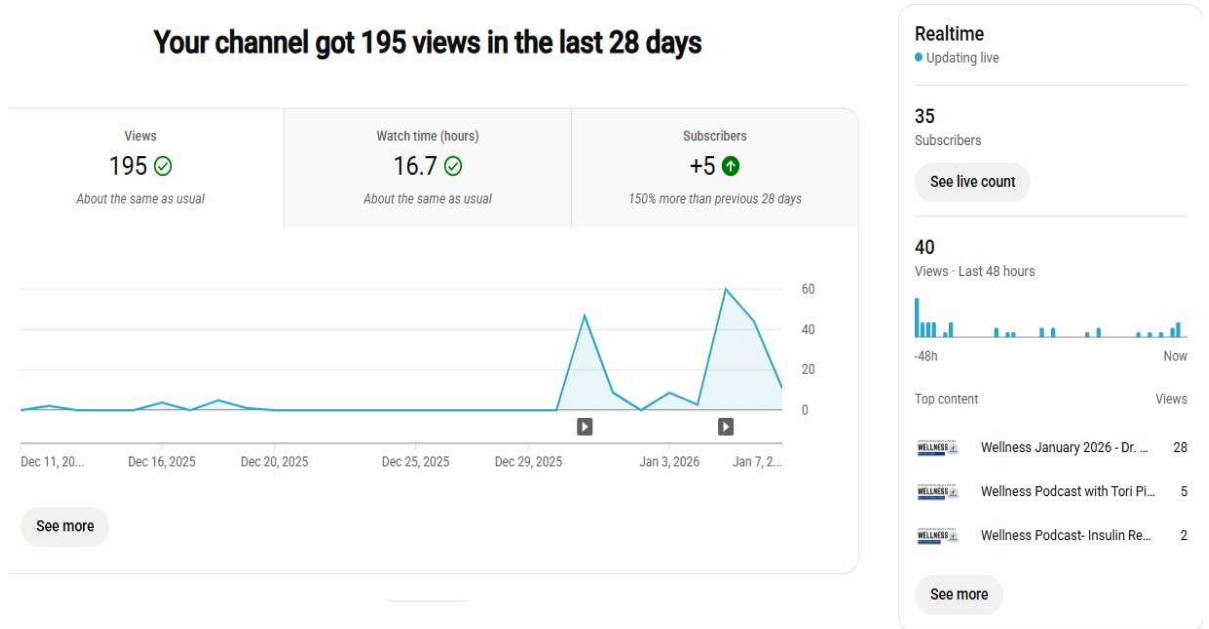 Your channel got 195 views in the last 28 days
Views
195
About the same as usual
Watch time (hours)
16.7
About the same as usual
Subscribers
+5
150% more than previous 28 days
60
40
20
0
Dec 11, 20...
Dec 16, 2025
Dec 20, 2025
Dec 25, 2025
Dec 29, 2025
Jan 3, 2026
Jan 7, 2...
See more
Realtime
Updating live
35
Subscribers
See live count
40
Views · Last 48 hours
-48h
Now
Top content
Views
WELLNESS
Wellness January 2026 - Dr. ...
28
WELLNESS
Wellness Podcast with Tori Pi...
5
WELLNESS
Wellness Podcast- Insulin Re...
2
See more